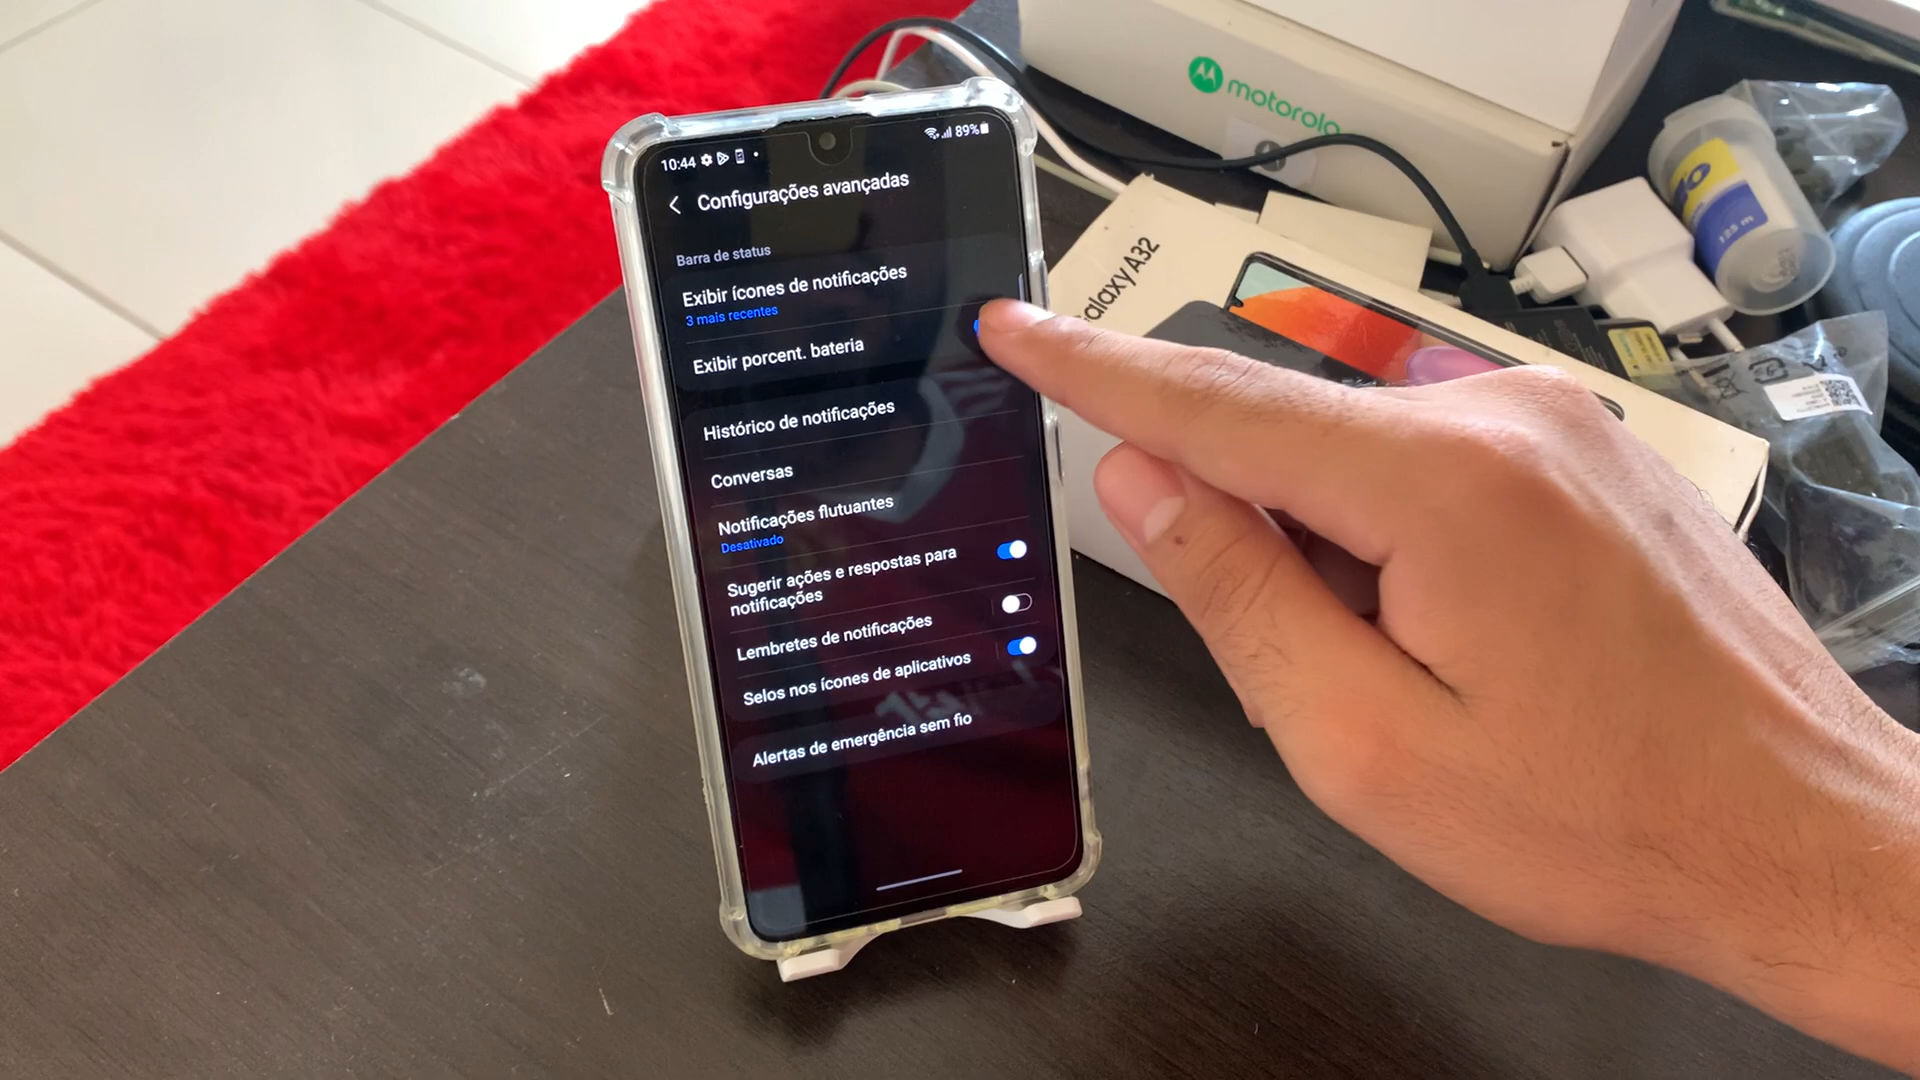 10:44
89%
Configurações avançadas
Barra de status
Exibir ícones de notificações
3 mais recentes
Exibir porcent. bateria
Histórico de notificações
Conversas
Notificações flutuantes
Desativado
Sugerir ações e respostas para
notificações
Lembretes de notificações
Selos nos ícones de aplicativos
Alertas de emergência sem fio
motorola
alaxy A32
125 m